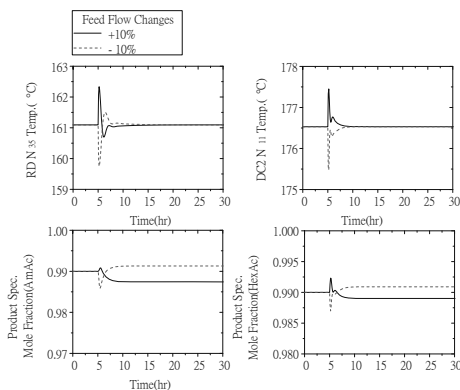 Feed Flow Changes
+10%
- 10%
RD N 35 Temp.( °C)
163
162
161
160
159
0 5 10 15 20 25 30
Time(hr)
DC2 N 11 Temp.( °C)
178
177
176
175
0 5 10 15 20 25 30
Time(hr)
Product Spec.
Mole Fraction(AmAc)
1.00
0.99
0.98
0.97
0 5 10 15 20 25 30
Time(hr)
Product Spec.
Mole Fraction(HexAc)
1.000
0.995
0.990
0.985
0.980
0 5 10 15 20 25 30
Time(hr)